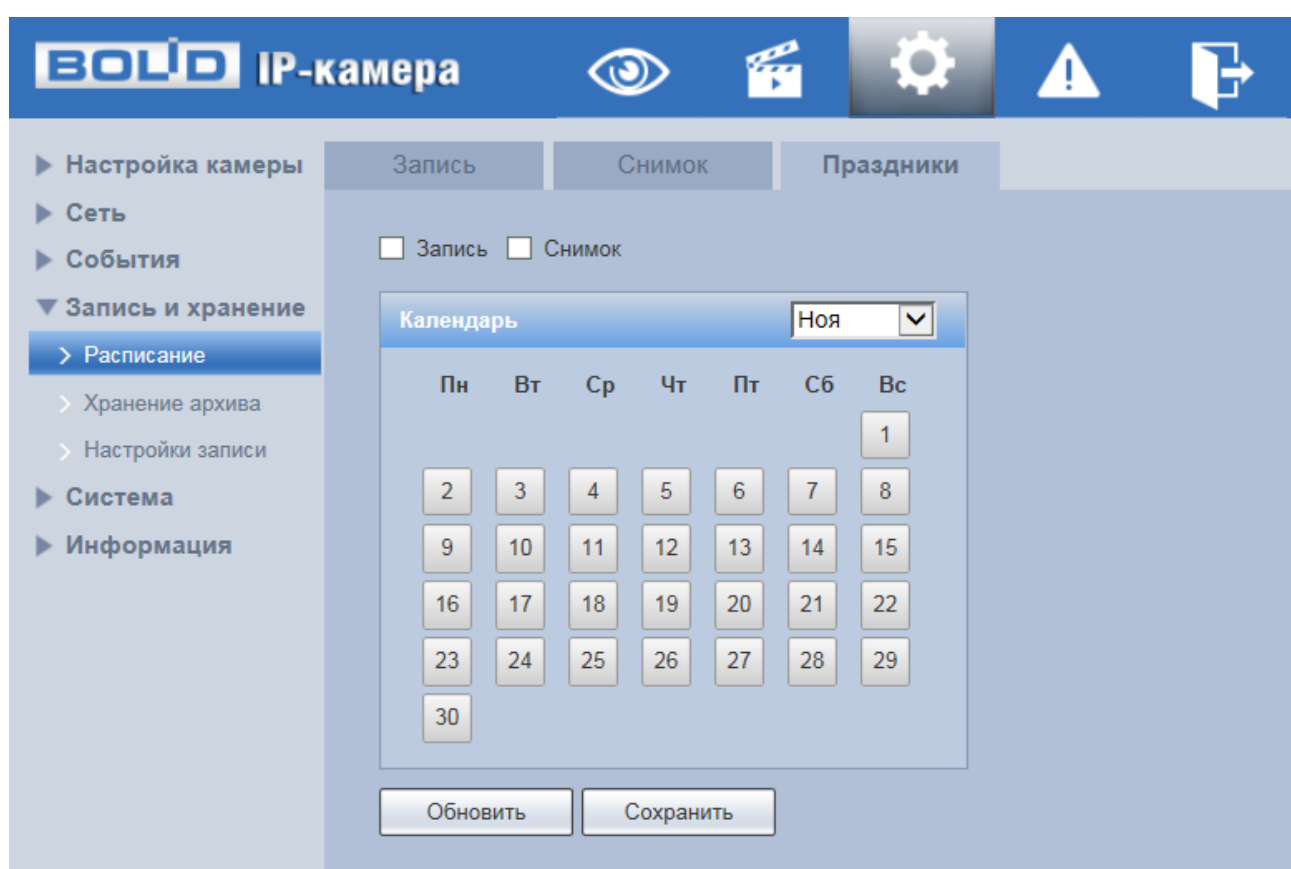 BOLID IP-камера
Настройка камеры
Сеть
События
Запись и хранение
Расписание
Хранение архива
Настройки записи
Система
Информация
Запись Снимок Праздники
Запись Снимок
Календарь Ноя
Пн Вт Ср Чт Пт Сб Вс
1
2 3 4 5 6 7 8
9 10 11 12 13 14 15
16 17 18 19 20 21 22
23 24 25 26 27 28 29
30
Обновить Сохранить